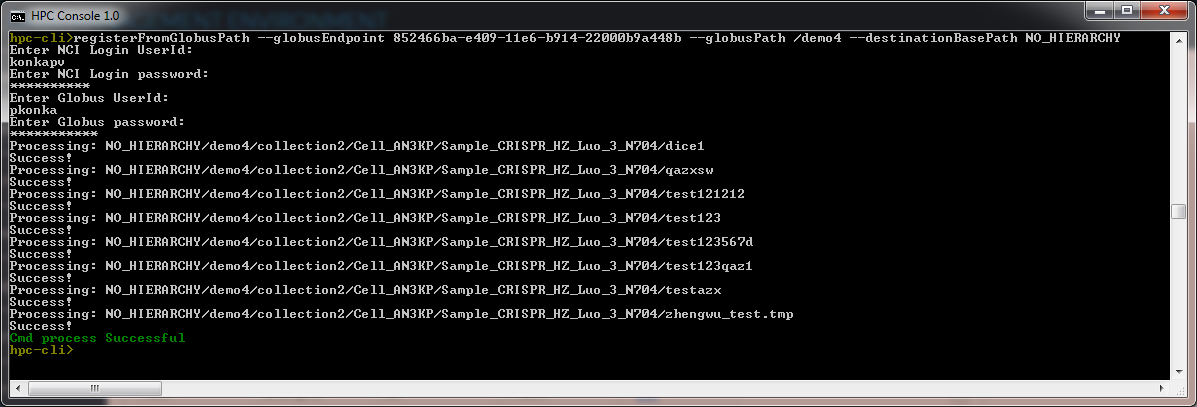 HPC Console 1.0
hpc-cli>registerFromGlobusPath --globusEndpoint 852466ba-e409-11e6-b914-22000b9a448b --globusPath /demo4 --destinationBasePath NO_HIERARCHY
Enter NCI Login UserId:
konkapv
Enter NCI Login password:
**********
Enter Globus UserId:
pkonka
Enter Globus password:
***********
Processing: NO_HIERARCHY/demo4/collection2/Cell_AN3KP/Sample_CRISPR_HZ_Luo_3_N704/dice1
Success!
Processing: NO_HIERARCHY/demo4/collection2/Cell_AN3KP/Sample_CRISPR_HZ_Luo_3_N704/qazxsw
Success!
Processing: NO_HIERARCHY/demo4/collection2/Cell_AN3KP/Sample_CRISPR_HZ_Luo_3_N704/test121212
Success!
Processing: NO_HIERARCHY/demo4/collection2/Cell_AN3KP/Sample_CRISPR_HZ_Luo_3_N704/test123
Success!
Processing: NO_HIERARCHY/demo4/collection2/Cell_AN3KP/Sample_CRISPR_HZ_Luo_3_N704/test123567d
Success!
Processing: NO_HIERARCHY/demo4/collection2/Cell_AN3KP/Sample_CRISPR_HZ_Luo_3_N704/test123qaz1
Success!
Processing: NO_HIERARCHY/demo4/collection2/Cell_AN3KP/Sample_CRISPR_HZ_Luo_3_N704/testazx
Success!
Processing: NO_HIERARCHY/demo4/collection2/Cell_AN3KP/Sample_CRISPR_HZ_Luo_3_N704/zhengwu_test.tmp
Success!
Cmd process Successful
hpc-cli>